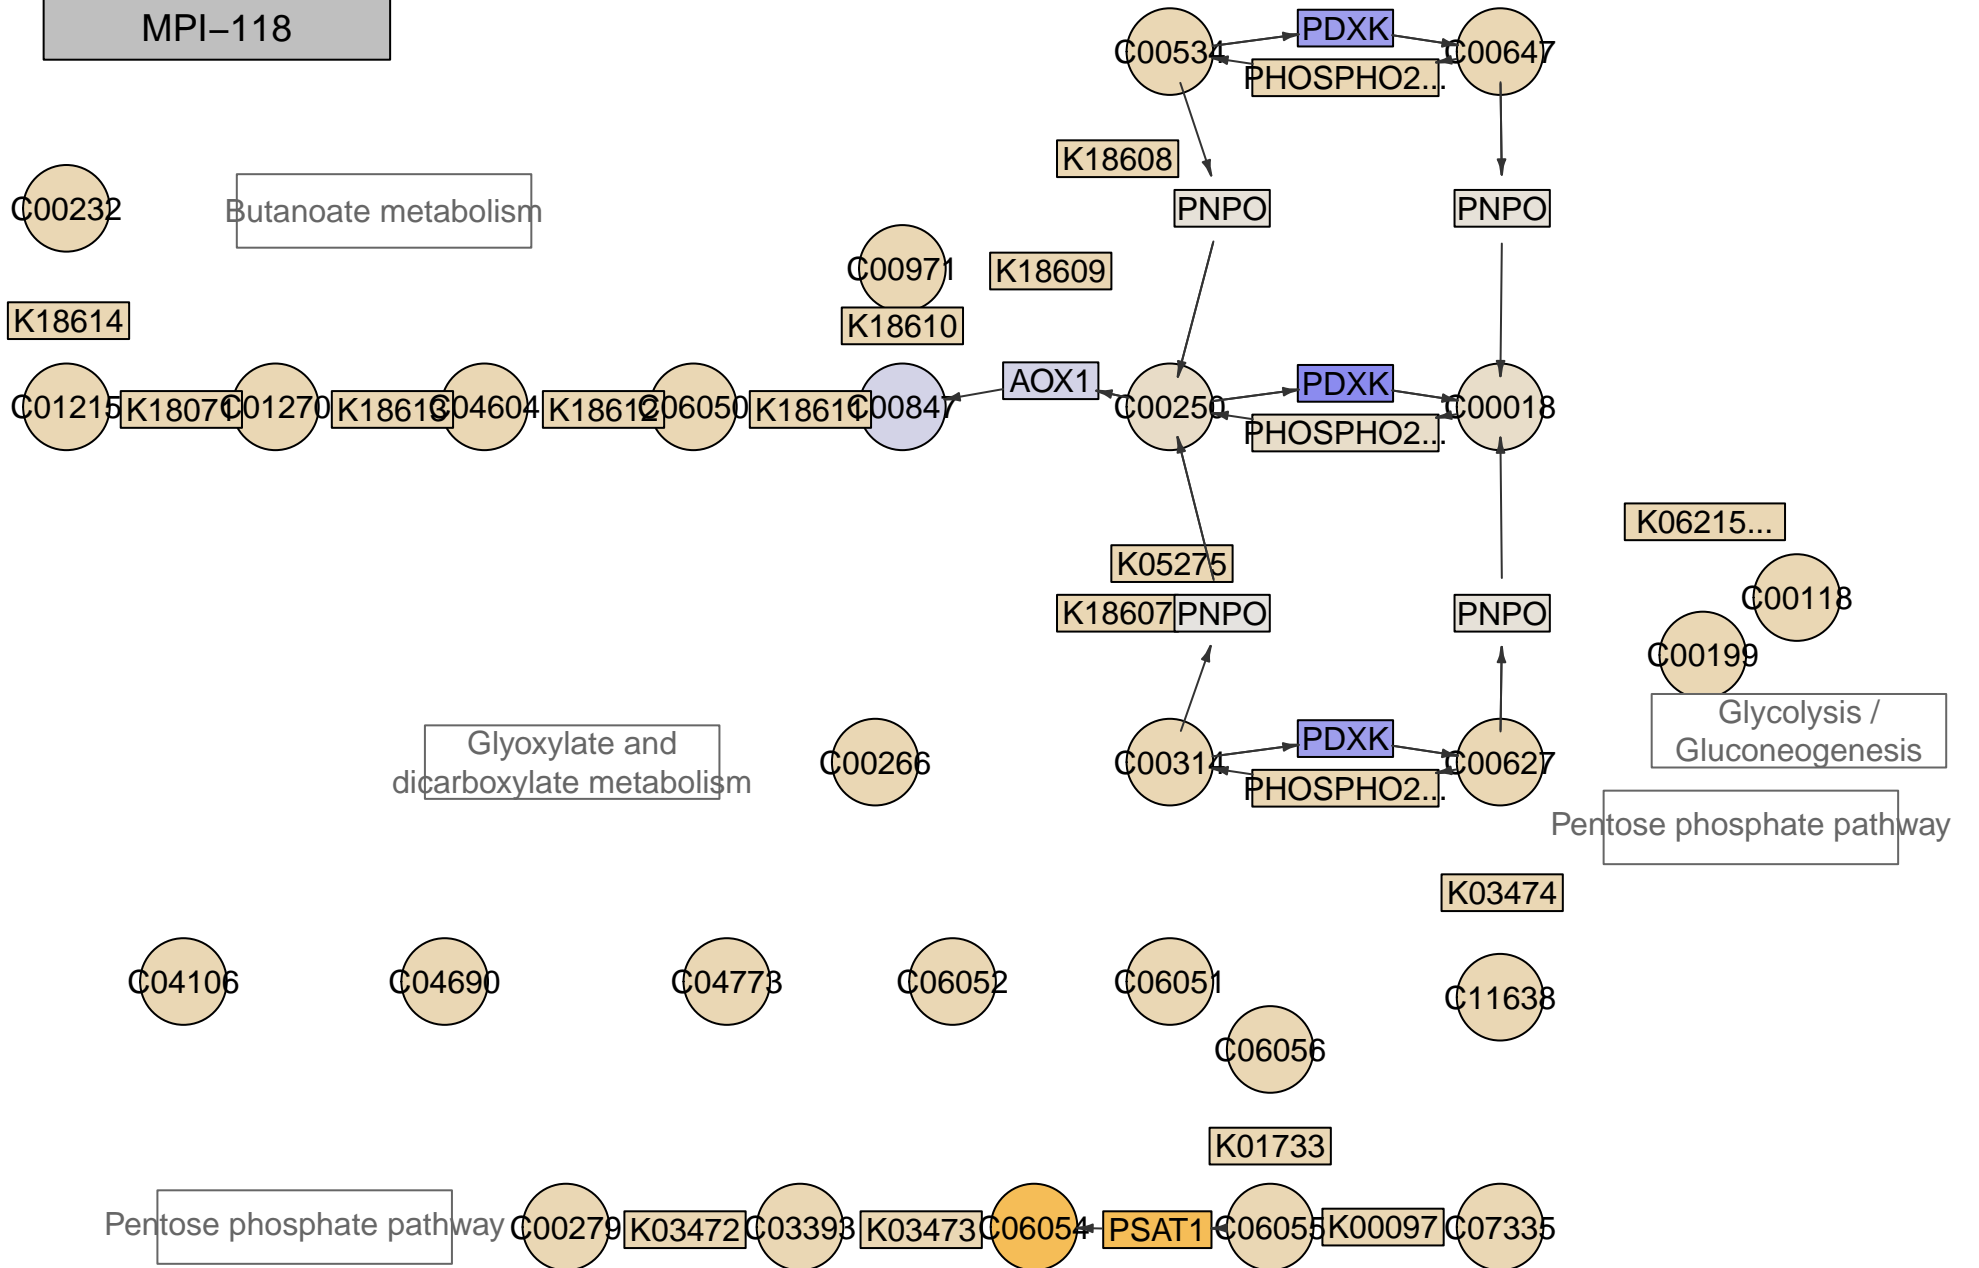 MPI−118
C00534
PDXK
C00647
PHOSPHO2...
K18608
C00232
Butanoate metabolism
PNPO
PNPO
C00971
K18609
K18614
K18610
AOX1
PDXK
C01215
K18071
C01270
K18613
C04604
K18612
C06050
K18611
C00847
C00250
C00018
PHOSPHO2...
K06215...
K05275
C00118
K18607
PNPO
PNPO
C00199
Glycolysis /
Gluconeogenesis
Glyoxylate and
dicarboxylate metabolism
C00266
C00314
PDXK
C00627
PHOSPHO2...
Pentose phosphate pathway
K03474
C04106
C04690
C04773
C06052
C06051
C11638
C06056
K01733
Pentose phosphate pathway
C00279
K03472
C03393
K03473
C06054
PSAT1
C06055
K00097
C07335